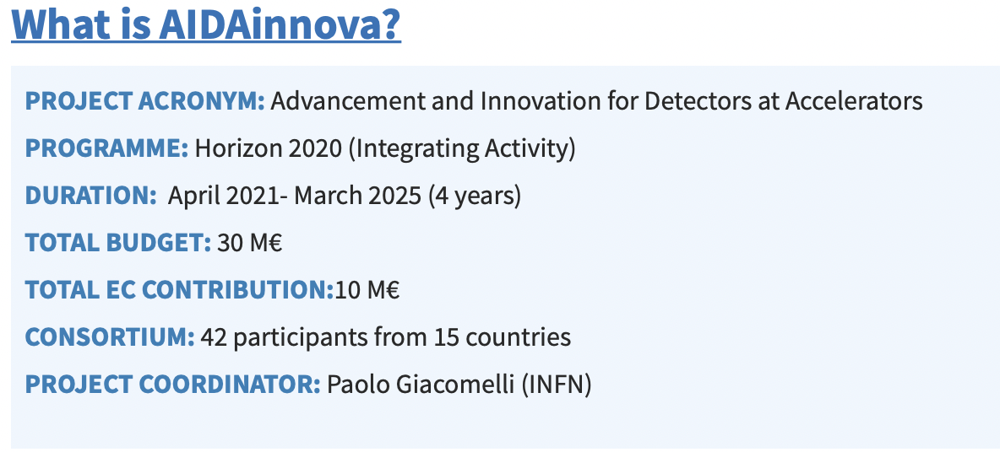 What is AIDAinnova?
PROJECT ACRONYM: Advancement and Innovation for Detectors at Accelerators
PROGRAMME: Horizon 2020 (Integrating Activity)
DURATION:  April 2021- March 2025 (4 years)
TOTAL BUDGET: 30 M€
TOTAL EC CONTRIBUTION:10 M€
CONSORTIUM: 42 participants from 15 countries
PROJECT COORDINATOR: Paolo Giacomelli (INFN)